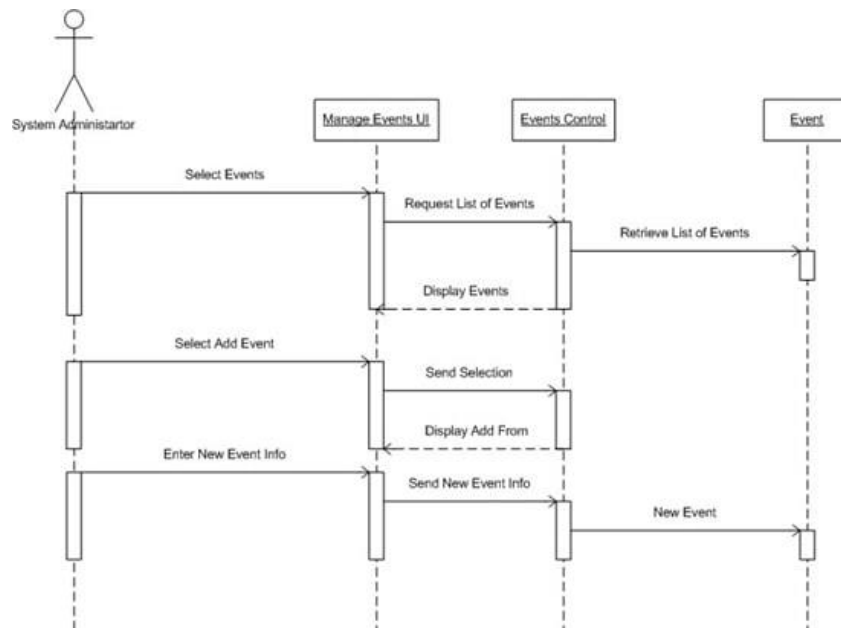 System Administartor
Manage Events UI
Events Control
Event
Select Events
Request List of Events
Retrieve List of Events
Display Events
Select Add Event
Send Selection
Display Add From
Enter New Event Info
Send New Event Info
New Event